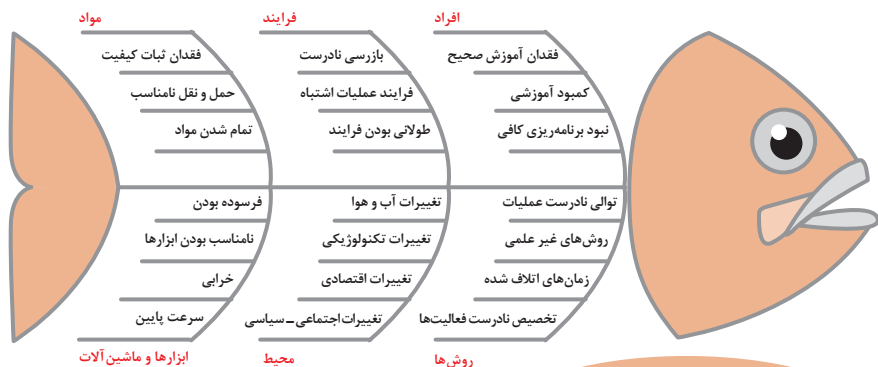 افراد
فقدان آموزش صحیح
کمبود آموزشی
نبود برنامه‌ریزی کافی
فرایند
بازرسی نادرست
فرایند عملیات اشتباه
طولانی بودن فرایند
مواد
فقدان ثبات کیفیت
حمل و نقل نامناسب
تمام شدن مواد
توالی نادرست عملیات
روش‌های غیر علمی
زمان‌های اتلاف شده
تخصیص نادرست فعالیت‌ها
روش‌ها
تغییرات آب و هوا
تغییرات تکنولوژیکی
تغییرات اقتصادی
تغییرات اجتماعی ـ سیاسی
محیط
فرسوده بودن
نامناسب بودن ابزارها
خرابی
سرعت پایین
ابزارها و ماشین‌آلات